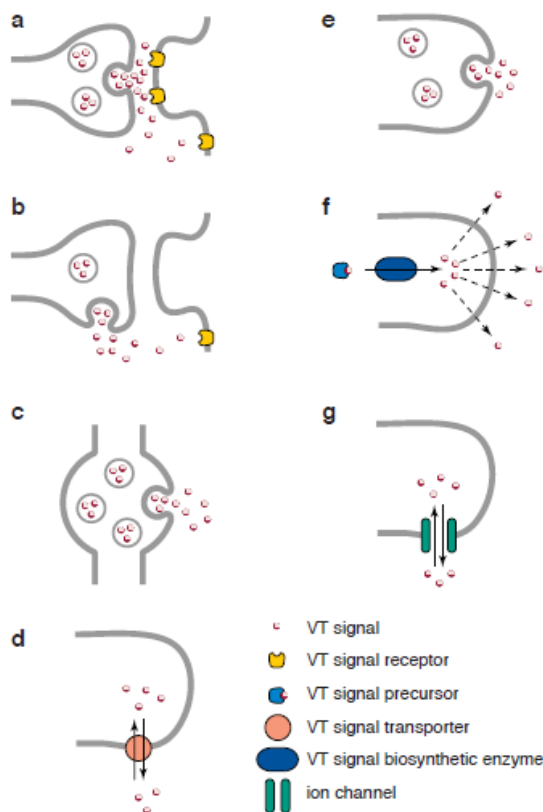 a
b
c
d
e
f
g
VT signal
VT signal receptor
VT signal precursor
VT signal transporter
VT signal biosynthetic enzyme
ion channel